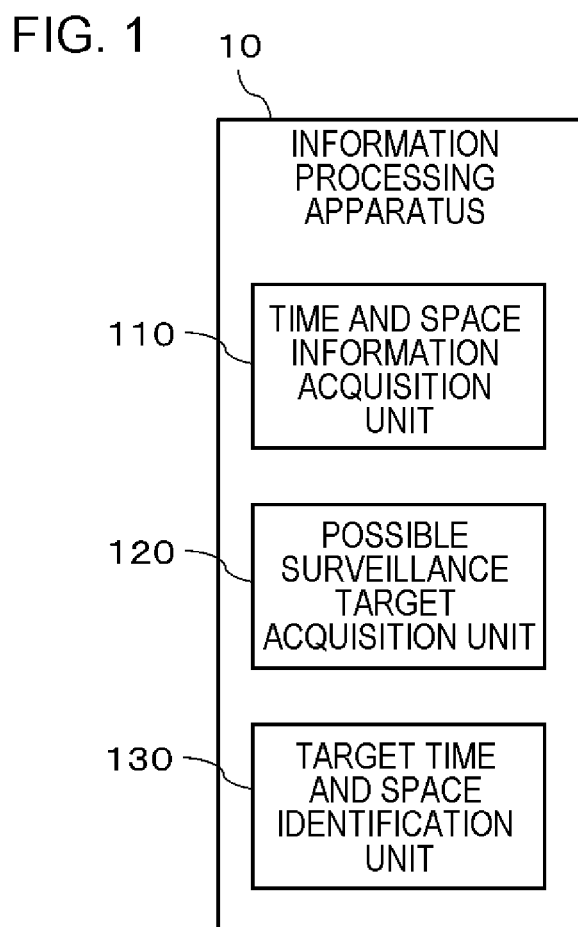 FIG. 1
10
INFORMATION
PROCESSING
APPARATUS
110
TIME AND SPACE
INFORMATION
ACQUISITION
UNIT
120
POSSIBLE
SURVEILLANCE
TARGET
ACQUISITION UNIT
130
TARGET TIME
AND SPACE
IDENTIFICATION
UNIT